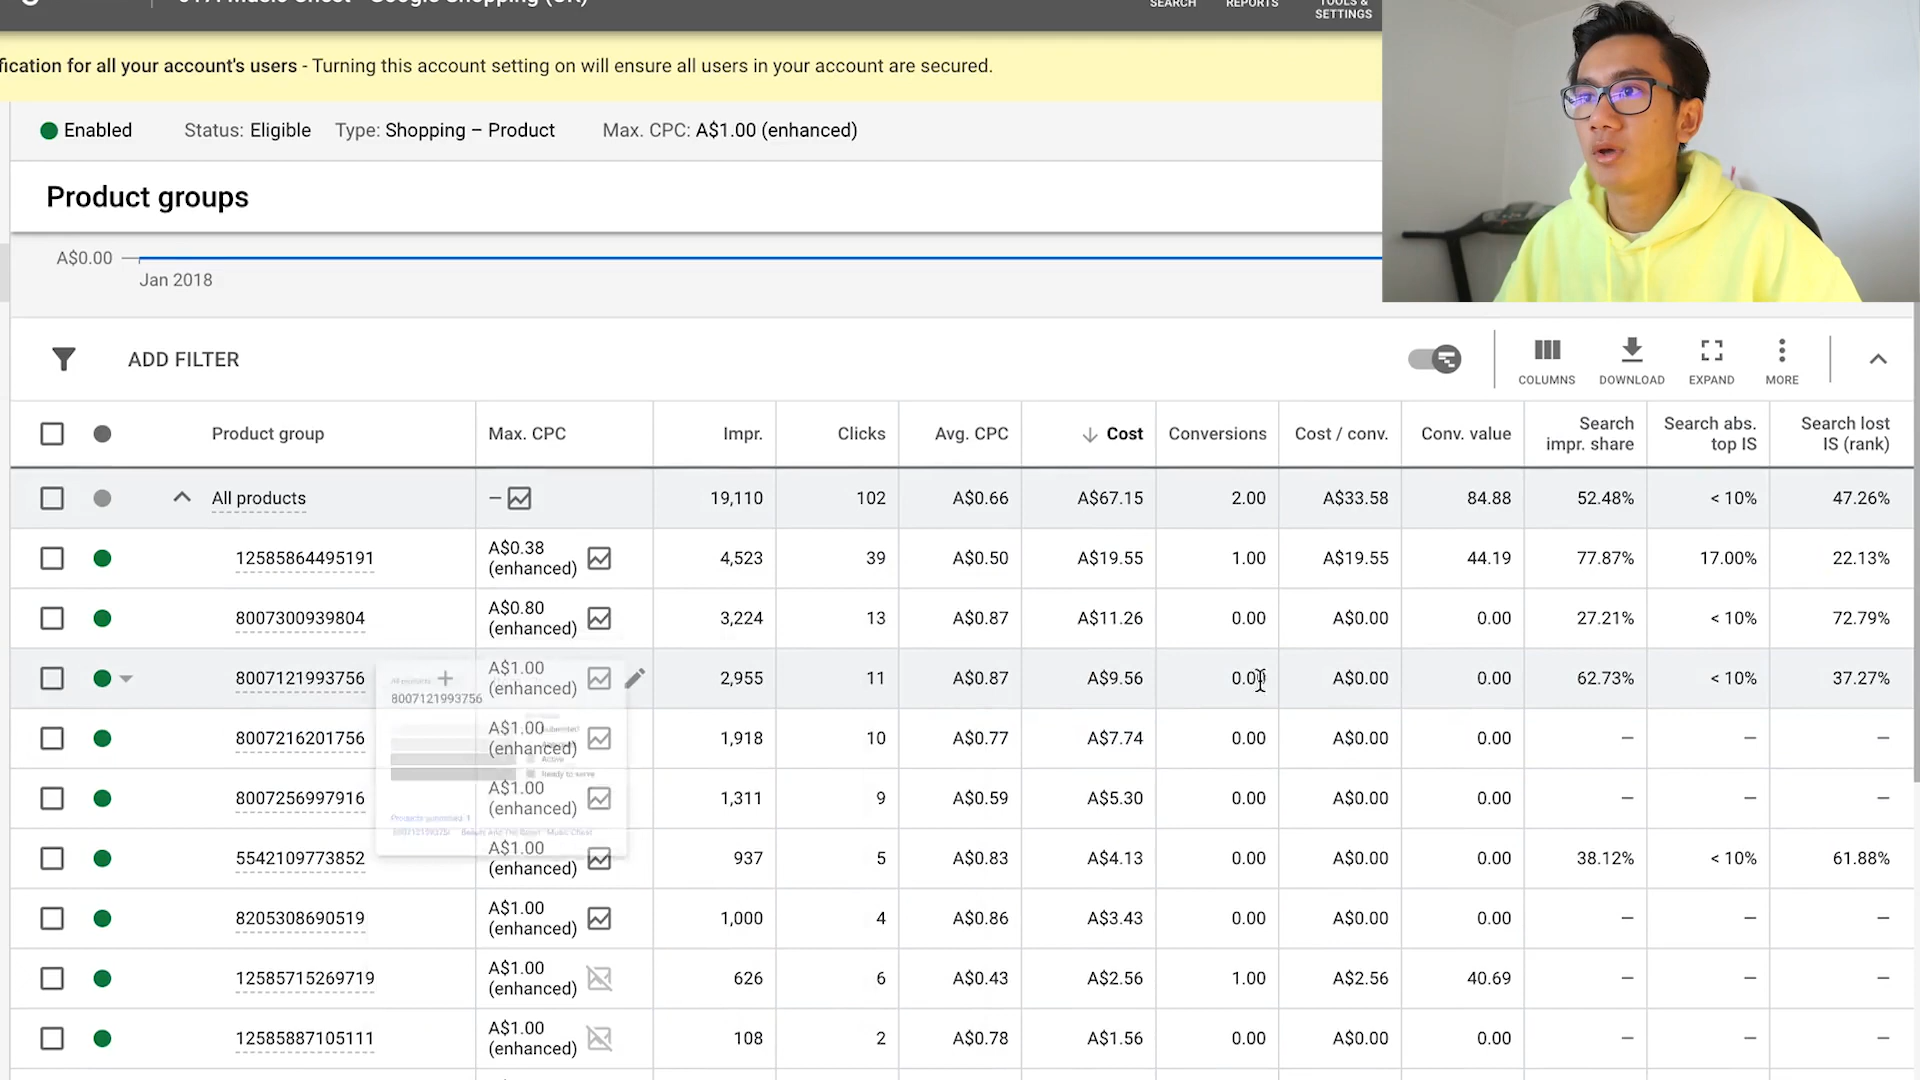 SEARCH REPORTS TOOLS &
SETTINGS
fication for all your account's users - Turning this account setting on will ensure all users in your account are secured.
Enabled Status: Eligible Type: Shopping – Product Max. CPC: A$1.00 (enhanced)
Product groups
A$0.00
Jan 2018
ADD FILTER
COLUMNS DOWNLOAD EXPAND MORE
Product group Max. CPC Impr. Clicks Avg. CPC Cost Conversions Cost / conv. Conv. value Search impr. share Search abs. top IS Search lost IS (rank)
All products – 19,110 102 A$0.66 A$67.15 2.00 A$33.58 84.88 52.48% < 10% 47.26%
12585864495191 A$0.38 (enhanced) 4,523 39 A$0.50 A$19.55 1.00 A$19.55 44.19 77.87% 17.00% 22.13%
8007300939804 A$0.80 (enhanced) 3,224 13 A$0.87 A$11.26 0.00 A$0.00 0.00 27.21% < 10% 72.79%
8007121993756 A$1.00 (enhanced) 2,955 11 A$0.87 A$9.56 0.00 A$0.00 0.00 62.73% < 10% 37.27%
8007121993756
8007216201756 A$1.00 (enhanced) 1,918 10 A$0.77 A$7.74 0.00 A$0.00 0.00 – – –
Active
Ready to serve
8007256997916 A$1.00 (enhanced) 1,311 9 A$0.59 A$5.30 0.00 A$0.00 0.00 – – –
5542109773852 A$1.00 (enhanced) 937 5 A$0.83 A$4.13 0.00 A$0.00 0.00 38.12% < 10% 61.88%
8205308690519 A$1.00 (enhanced) 1,000 4 A$0.86 A$3.43 0.00 A$0.00 0.00 – – –
12585715269719 A$1.00 (enhanced) 626 6 A$0.43 A$2.56 1.00 A$2.56 40.69 – – –
12585887105111 A$1.00 (enhanced) 108 2 A$0.78 A$1.56 0.00 A$0.00 0.00 – – –